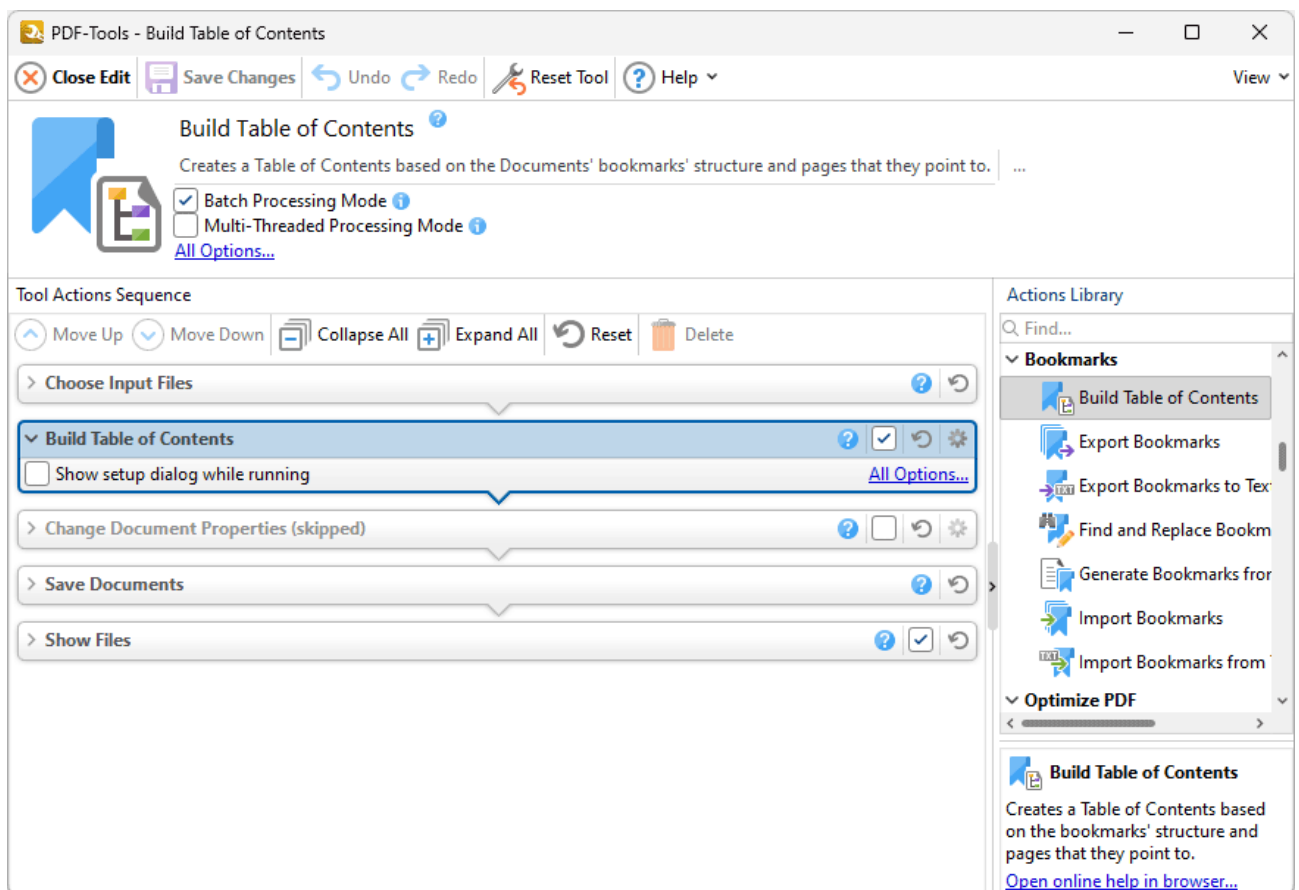 PDF-Tools - Build Table of Contents
Close Edit Save Changes Undo Redo Reset Tool Help View
Build Table of Contents
Creates a Table of Contents based on the Documents' bookmarks' structure and pages that they point to. ...
Batch Processing Mode
Multi-Threaded Processing Mode
All Options...
Tool Actions Sequence
Move Up Move Down Collapse All Expand All Reset Delete
Choose Input Files
Build Table of Contents
Show setup dialog while running All Options...
Change Document Properties (skipped)
Save Documents
Show Files
Actions Library
Find...
Bookmarks
Build Table of Contents
Export Bookmarks
TXT Export Bookmarks to Tex
Find and Replace Bookm
Generate Bookmarks fror
Import Bookmarks
TXT Import Bookmarks from
Optimize PDF
Build Table of Contents
Creates a Table of Contents based
on the bookmarks' structure and
pages that they point to.
Open online help in browser...